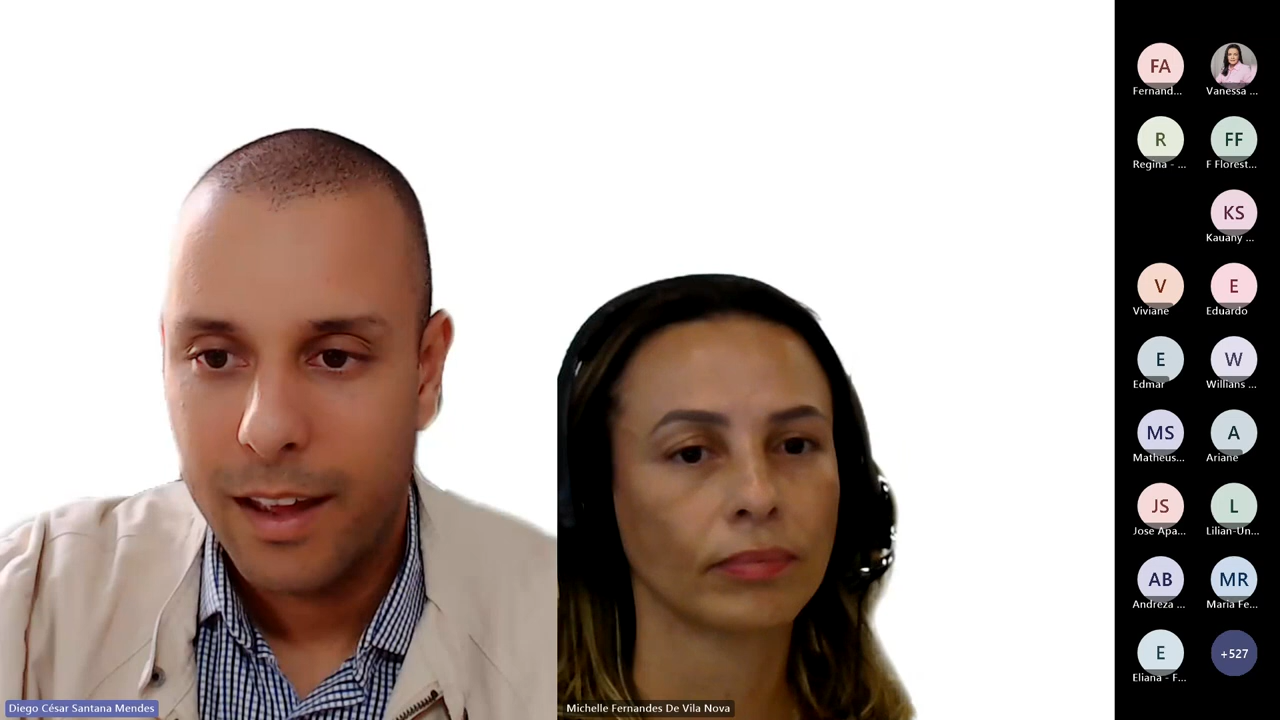 FA
Fernand...
Vanessa ...
R
Regina - ...
FF
F Florest...
KS
Kauany ...
V
Viviane
E
Eduardo
E
Edmar
W
Willians ...
MS
Matheus...
A
Ariane
JS
Jose Apa...
L
Lilian-Un...
AB
Andreza ...
MR
Maria Fe...
E
Eliana - F...
+527
Diego César Santana Mendes
Michelle Fernandes De Vila Nova